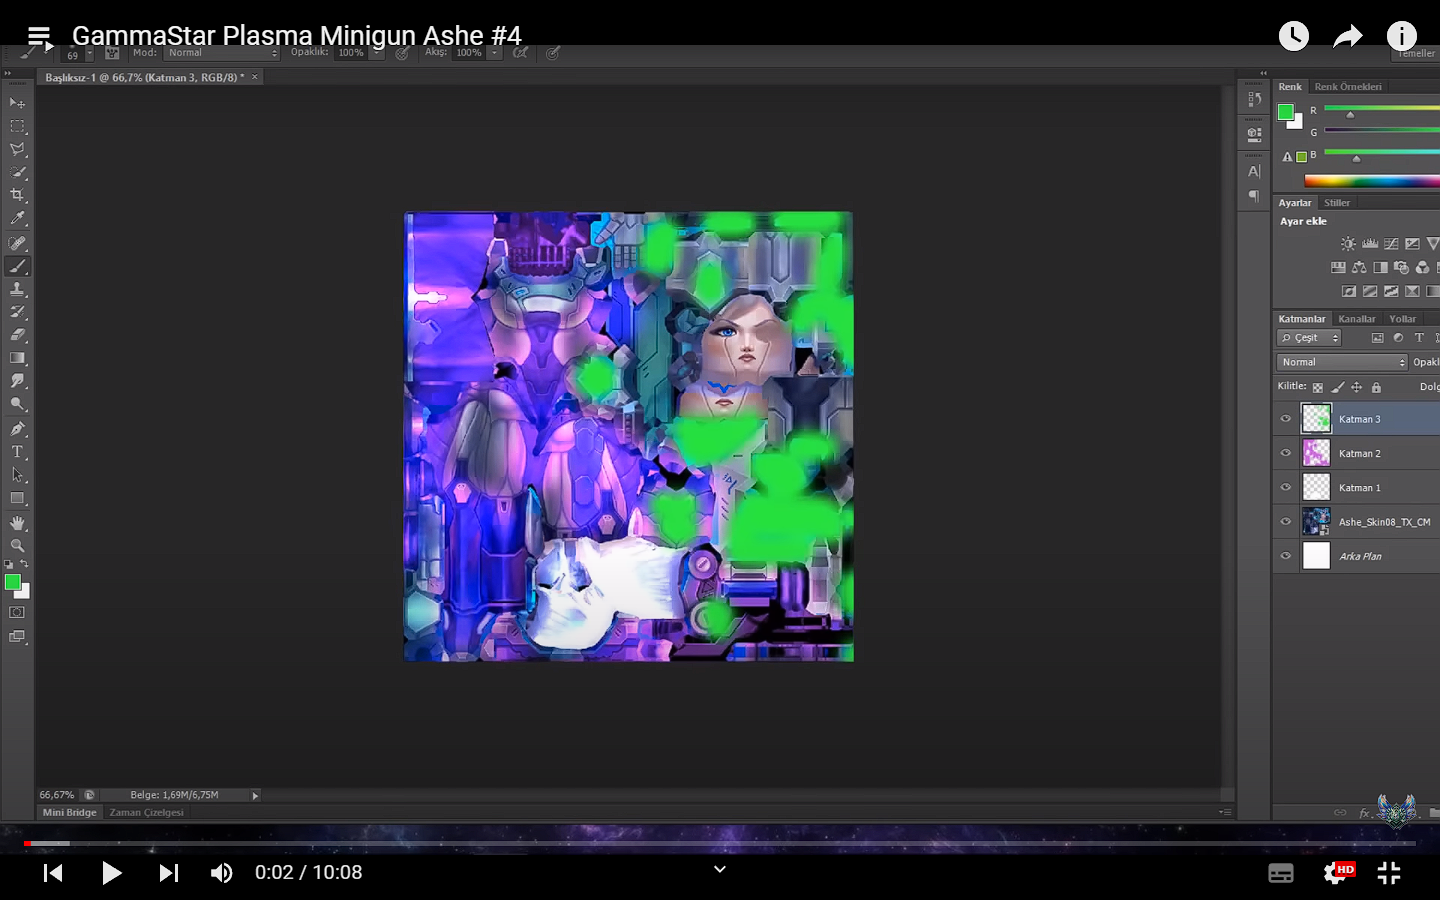 GammaStar Plasma Minigun Ashe #4
69 Mod: Normal Opaklık: 100% Akış: 100% Temeller
Başlıksız-1 @ 66,7% (Katman 3, RGB/8) * ×
Renk Renk Örnekleri
R
G
B
Ayarlar Stiller
Ayar ekle
Katmanlar Kanallar Yollar
Çeşit
Normal Opakl
Kilitle: Dolg
Katman 3
Katman 2
Katman 1
Ashe_Skin08_TX_CM
Arka Plan
66,67% Belge: 1,69M/6,75M
Mini Bridge Zaman Çizelgesi
fx
0:02 / 10:08 HD